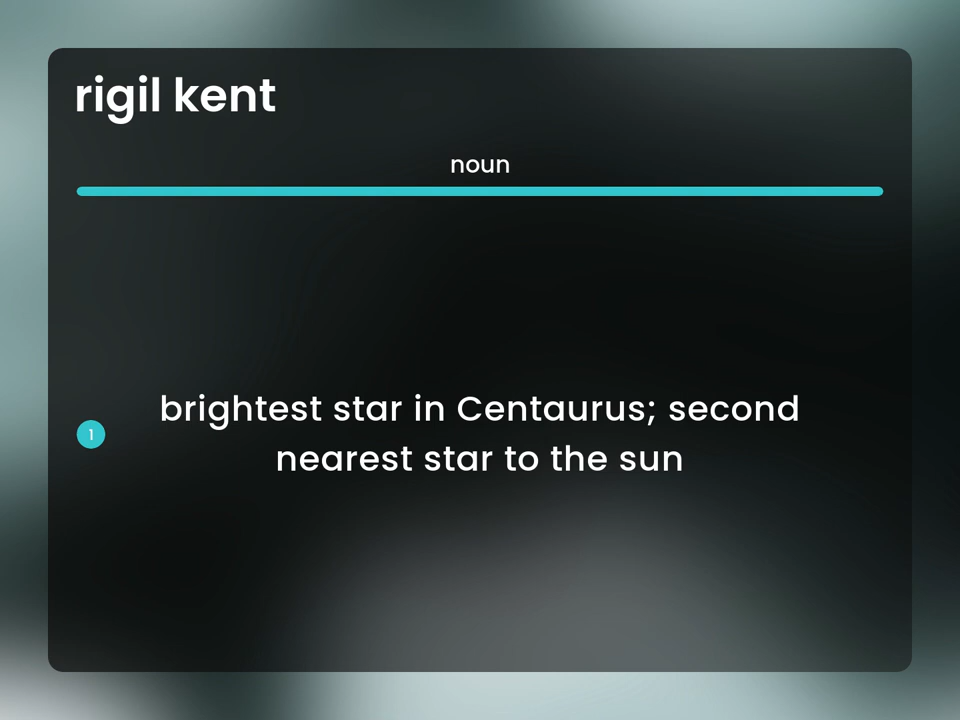 rigil kent
noun
1
brightest star in Centaurus; second
nearest star to the sun